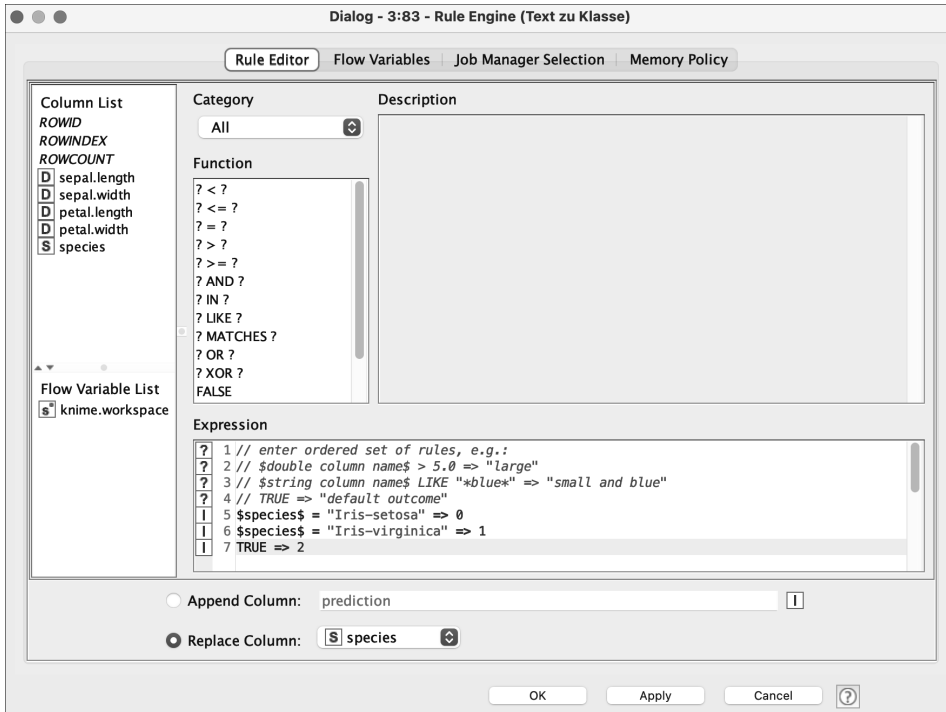 Dialog - 3:83 - Rule Engine (Text zu Klasse)
Rule Editor
Flow Variables
Job Manager Selection
Memory Policy
Column List
ROWID
ROWINDEX
ROWCOUNT
D sepal.length
D sepal.width
D petal.length
D petal.width
S species
Flow Variable List
s knime.workspace
Category
All
Function
? < ?
? <= ?
? = ?
? > ?
? >= ?
? AND ?
? IN ?
? LIKE ?
? MATCHES ?
? OR ?
? XOR ?
FALSE
Description
Expression
? 1 // enter ordered set of rules, e.g.:
? 2 // $double column name$ > 5.0 => "large"
? 3 // $string column name$ LIKE "*blue*" => "small and blue"
? 4 // TRUE => "default outcome"
I 5 $species$ = "Iris-setosa" => 0
I 6 $species$ = "Iris-virginica" => 1
I 7 TRUE => 2
Append Column: prediction I
Replace Column: S species
OK
Apply
Cancel
?